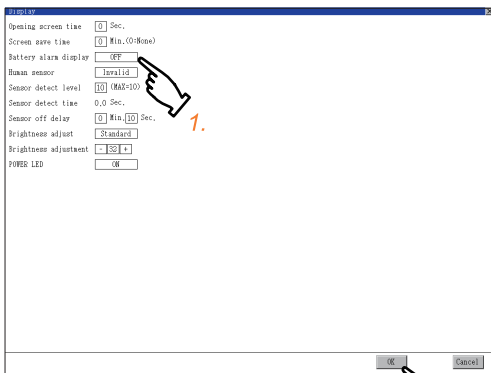 Display
Opening screen time 0 Sec.
Screen save time 0 Min.(0:None)
Battery alarm display OFF
Human sensor Invalid
Sensor detect level 10 (MAX=10)
Sensor detect time 0.0 Sec.
Sensor off delay 0 Min. 10 Sec.
Brightness adjust Standard
Brightness adjustment - 32 +
POWER LED ON
1.
OK Cancel